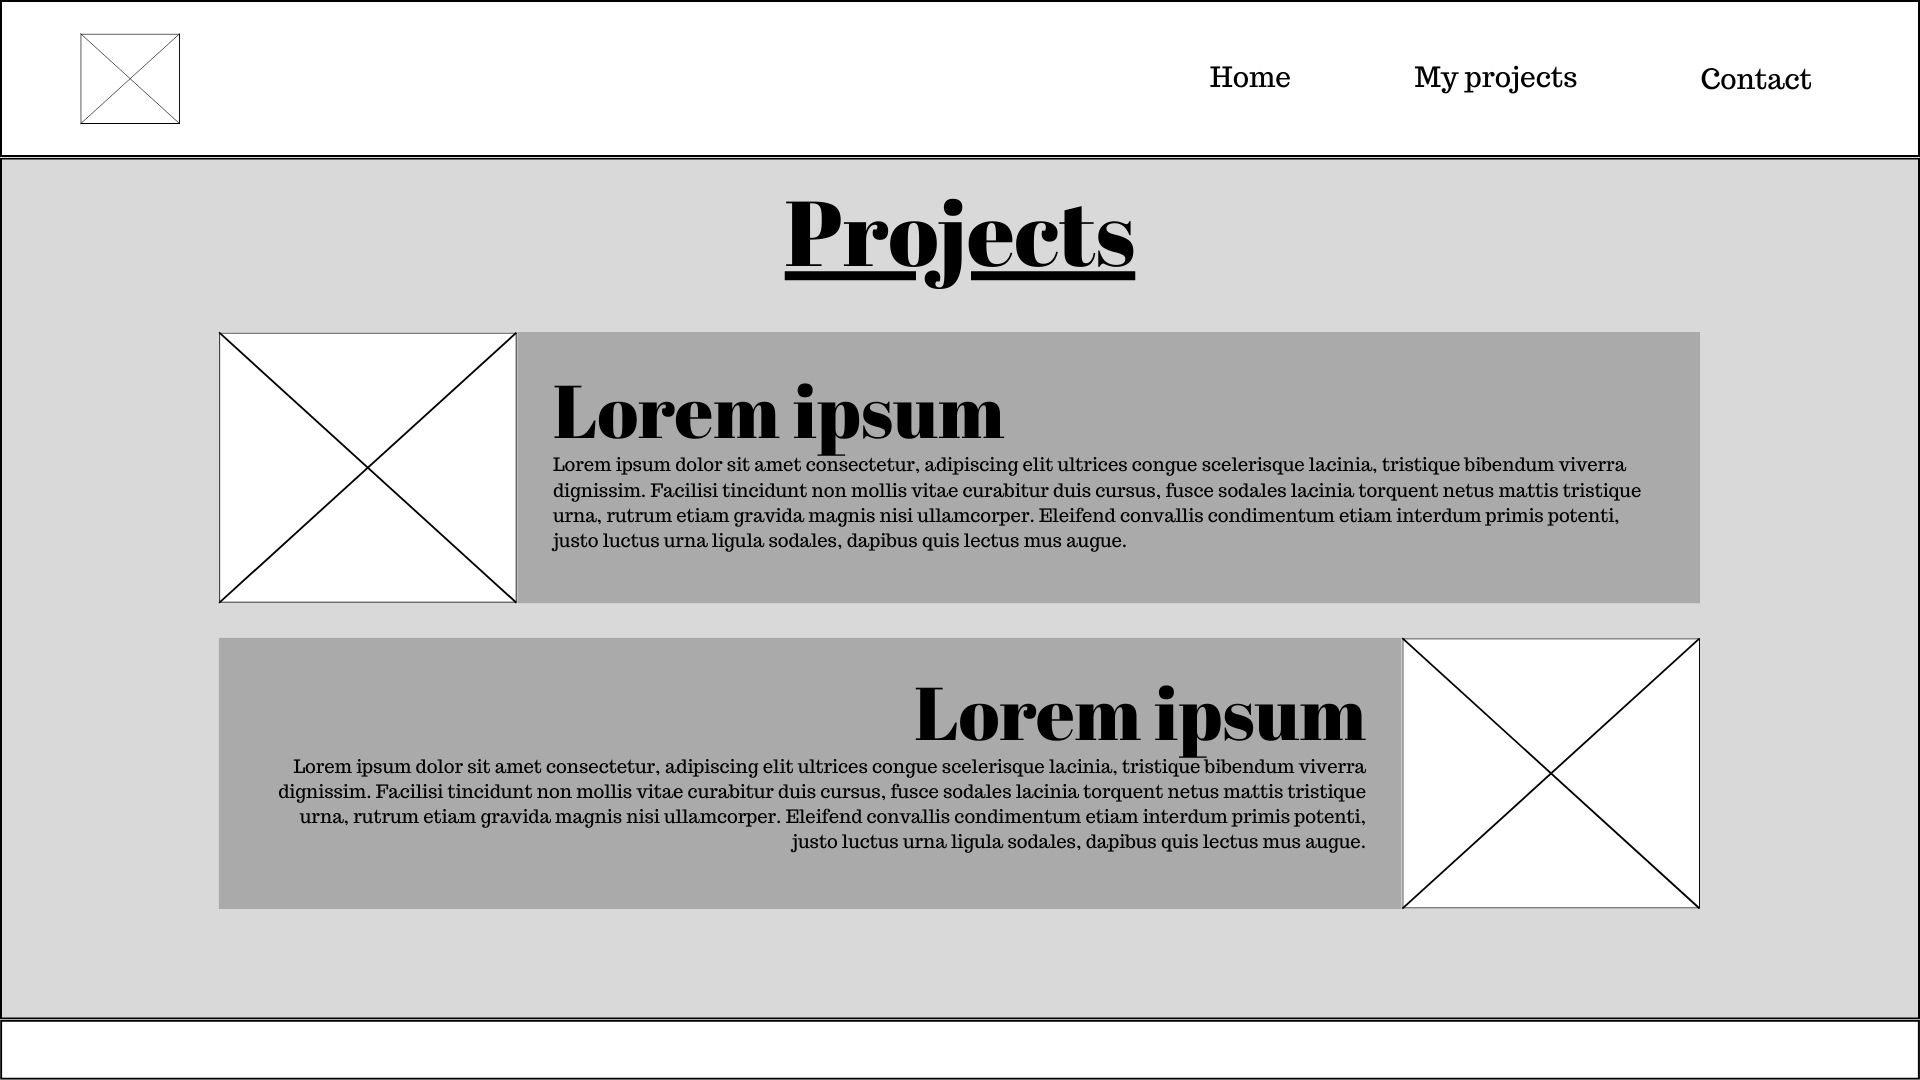 Home
My projects
Contact
Projects
Lorem ipsum
Lorem ipsum dolor sit amet consectetur, adipiscing elit ultrices congue scelerisque lacinia, tristique bibendum viverra
dignissim. Facilisi tincidunt non mollis vitae curabitur duis cursus, fusce sodales lacinia torquent netus mattis tristique
urna, rutrum etiam gravida magnis nisi ullamcorper. Eleifend convallis condimentum etiam interdum primis potenti,
justo luctus urna ligula sodales, dapibus quis lectus mus augue.
Lorem ipsum
Lorem ipsum dolor sit amet consectetur, adipiscing elit ultrices congue scelerisque lacinia, tristique bibendum viverra
dignissim. Facilisi tincidunt non mollis vitae curabitur duis cursus, fusce sodales lacinia torquent netus mattis tristique
urna, rutrum etiam gravida magnis nisi ullamcorper. Eleifend convallis condimentum etiam interdum primis potenti,
justo luctus urna ligula sodales, dapibus quis lectus mus augue.